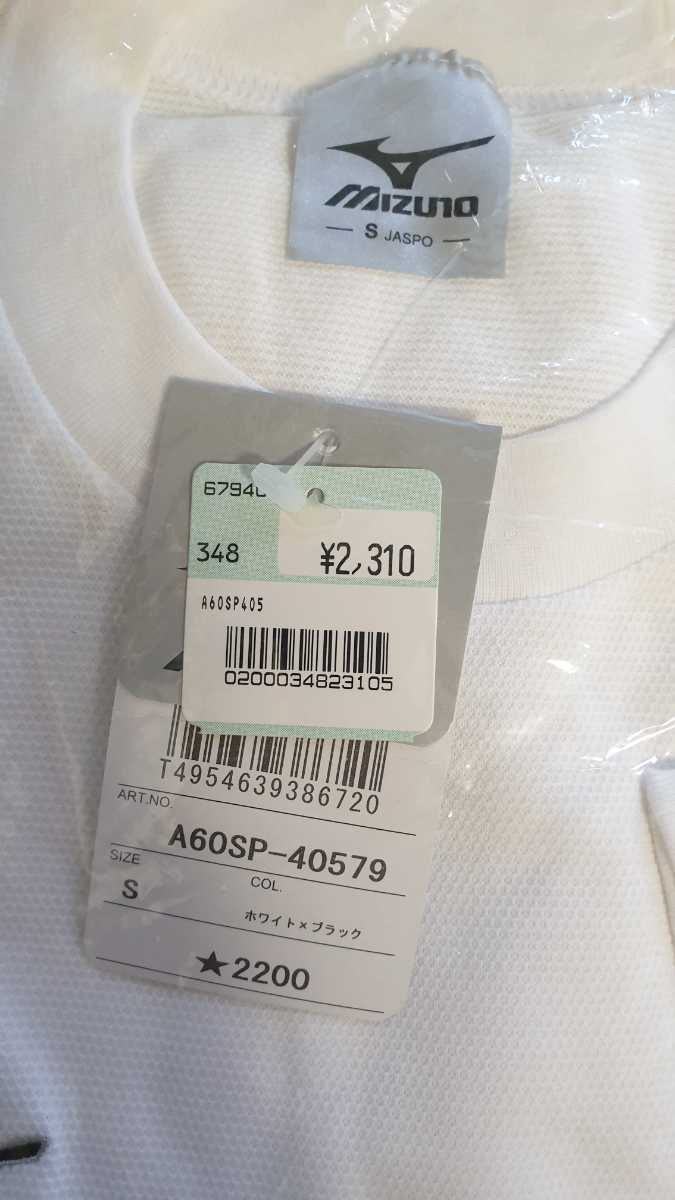 MIZUNO
S JASPO
348
¥2,310
A60SP405
0200034823105
T4954639386720
ART.NO.
A60SP-40579
SIZE
S
COL.
ホワイト×ブラック
★2200